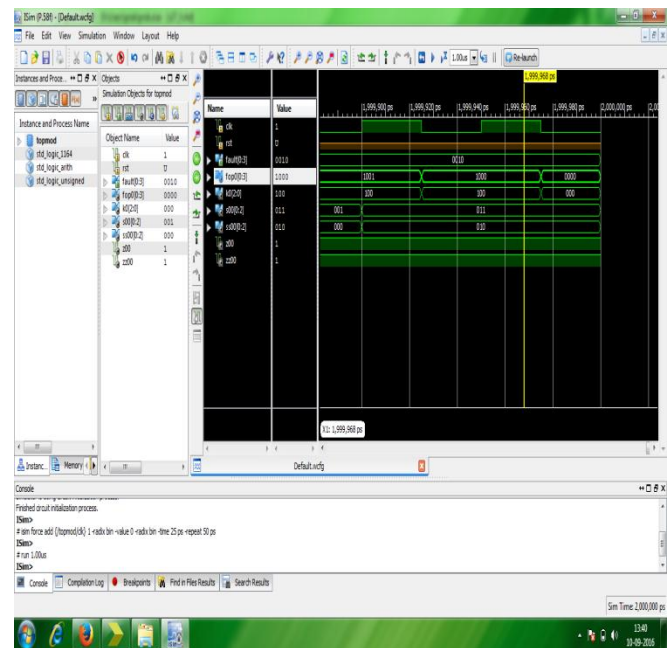 ISim (P.58f) - [Default.wcfg]
File Edit View Simulation Window Layout Help
1.00us
Re-launch
Instances and Proce...
Objects
Simulation Objects for topmod
Instance and Process Name
topmod
std_logic_1164
std_logic_arith
std_logic_unsigned
Object Name Value
clk 1
rst U
fault[0:3] 0010
fop0[0:3] 0000
k0[2:0] 000
s00[0:2] 001
ss00[0:2] 000
z00 1
zz00 1
Name Value
clk 1
rst U
fault[0:3] 0010
fop0[0:3] 1000
k0[2:0] 100
s00[0:2] 011
ss00[0:2] 010
z00 1
zz00 1
1,999,968 ps
1,999,900 ps 1,999,920 ps 1,999,940 ps 1,999,960 ps 1,999,980 ps 2,000,000 ps
0010
1001 1000 0000
100 100 000
001 011
000 010
X1: 1,999,968 ps
Instanc... Memory
Default.wcfg
Console
Finished circuit initialization process.
ISim>
# isim force add {/topmod/clk} 1 -radix bin -value 0 -radix bin -time 25 ps -repeat 50 ps
ISim>
# run 1.00us
ISim>
Console Compilation Log Breakpoints Find in Files Results Search Results
Sim Time: 2,000,000 ps
13:40
10-09-2016